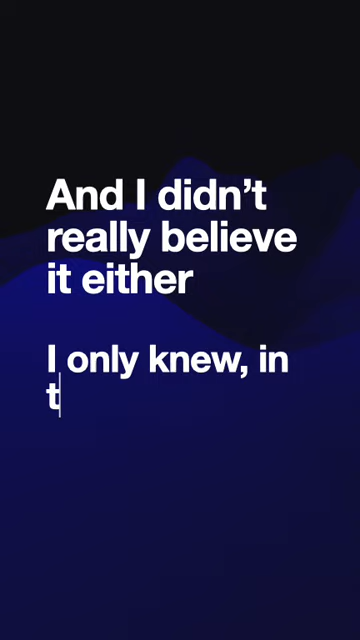 And I didn’t
really believe
it either
I only knew, in
t